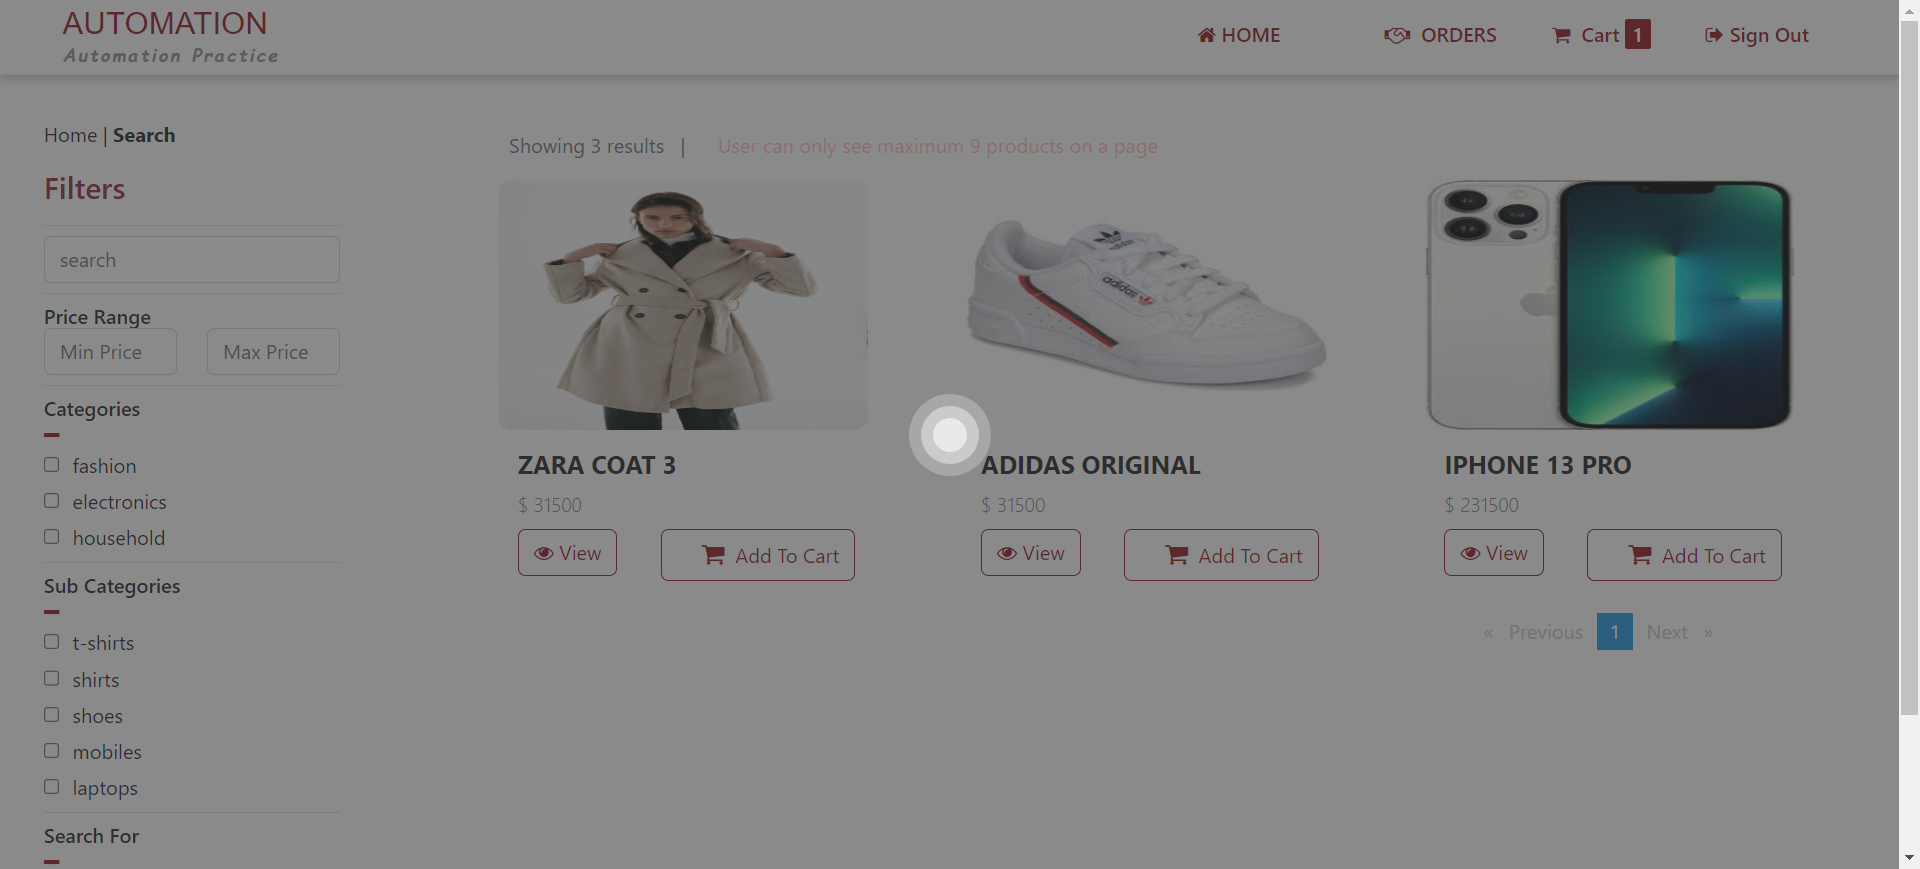 AUTOMATION
Automation Practice
HOME
ORDERS
Cart 1
Sign Out
Home | Search
Filters
search
Price Range
Min Price
Max Price
Categories
fashion
electronics
household
Sub Categories
t-shirts
shirts
shoes
mobiles
laptops
Search For
Showing 3 results |
User can only see maximum 9 products on a page
adidas
adidas
ZARA COAT 3
$ 31500
View
Add To Cart
ADIDAS ORIGINAL
$ 31500
View
Add To Cart
IPHONE 13 PRO
$ 231500
View
Add To Cart
« Previous 1 Next »